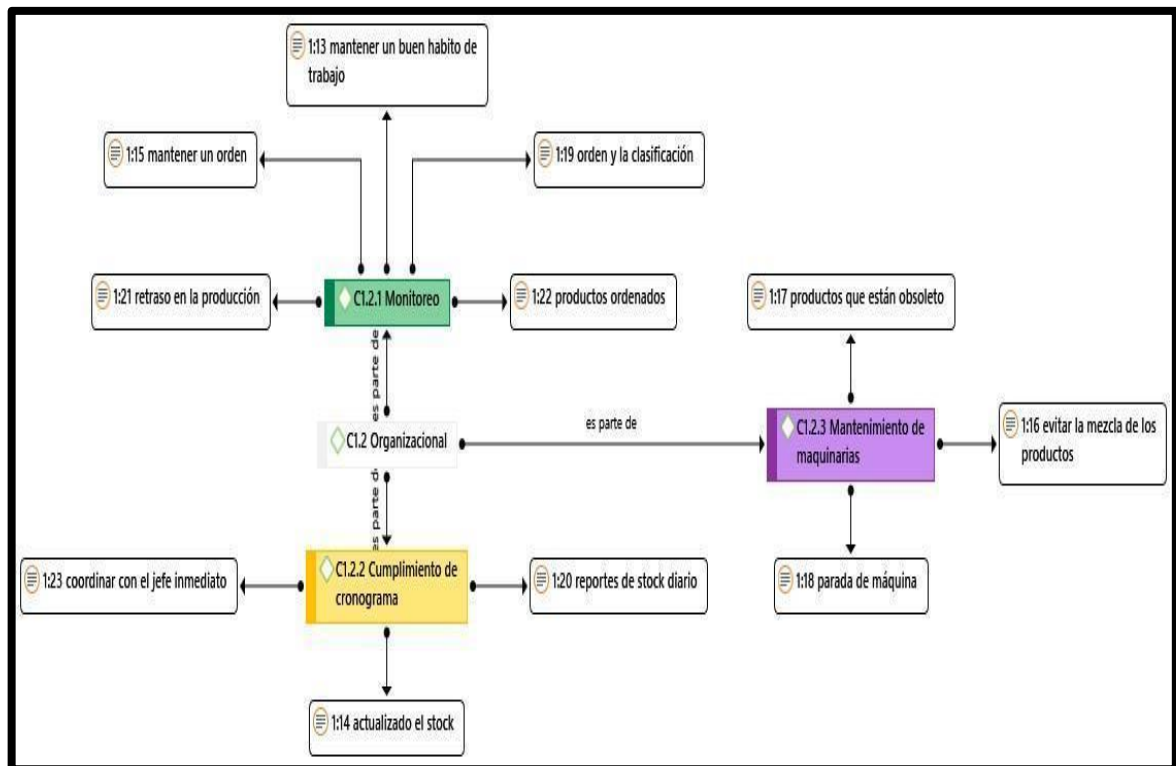 1:13 mantener un buen habito de
trabajo
1:15 mantener un orden
1:19 orden y la clasificación
1:21 retraso en la producción
C1.2.1 Monitoreo
1:22 productos ordenados
1:17 productos que están obsoleto
es parte de
C1.2 Organizacional
es parte de
C1.2.3 Mantenimiento de
maquinarias
1:16 evitar la mezcla de los
productos
es parte d
C1.2.2 Cumplimiento de
cronograma
1:23 coordinar con el jefe inmediato
1:20 reportes de stock diario
1:18 parada de máquina
1:14 actualizado el stock